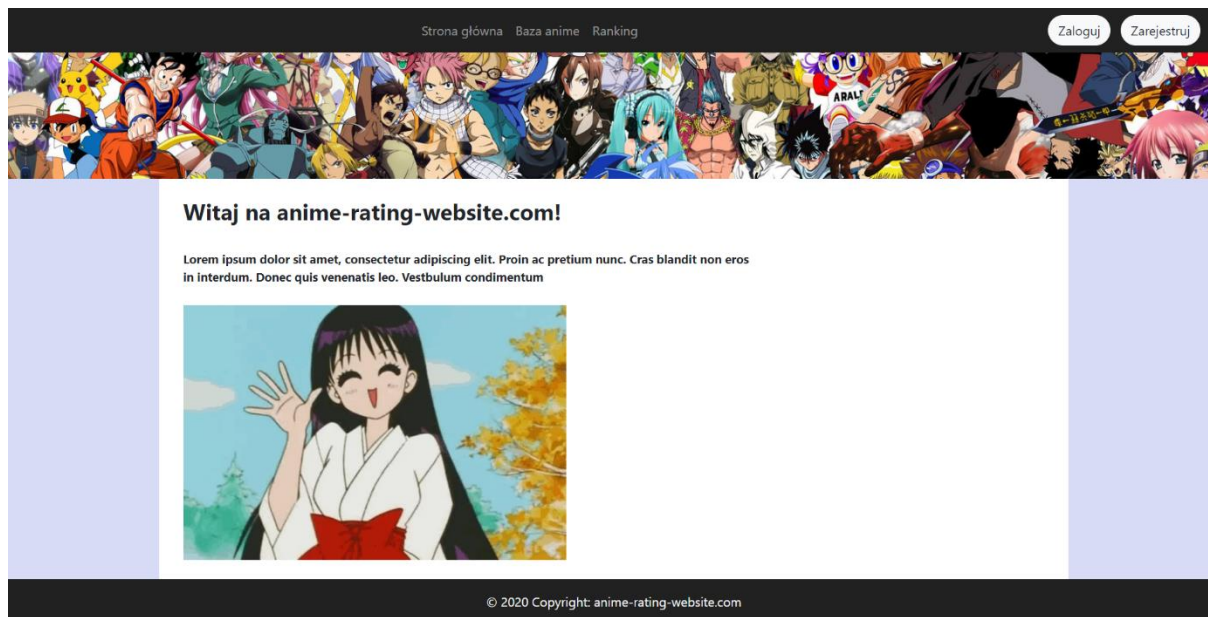 Strona główna Baza anime Ranking Zaloguj Zarejestruj
ARALE
Witaj na anime-rating-website.com!
Lorem ipsum dolor sit amet, consectetur adipiscing elit. Proin ac pretium nunc. Cras blandit non eros
in interdum. Donec quis venenatis leo. Vestbulum condimentum
© 2020 Copyright: anime-rating-website.com